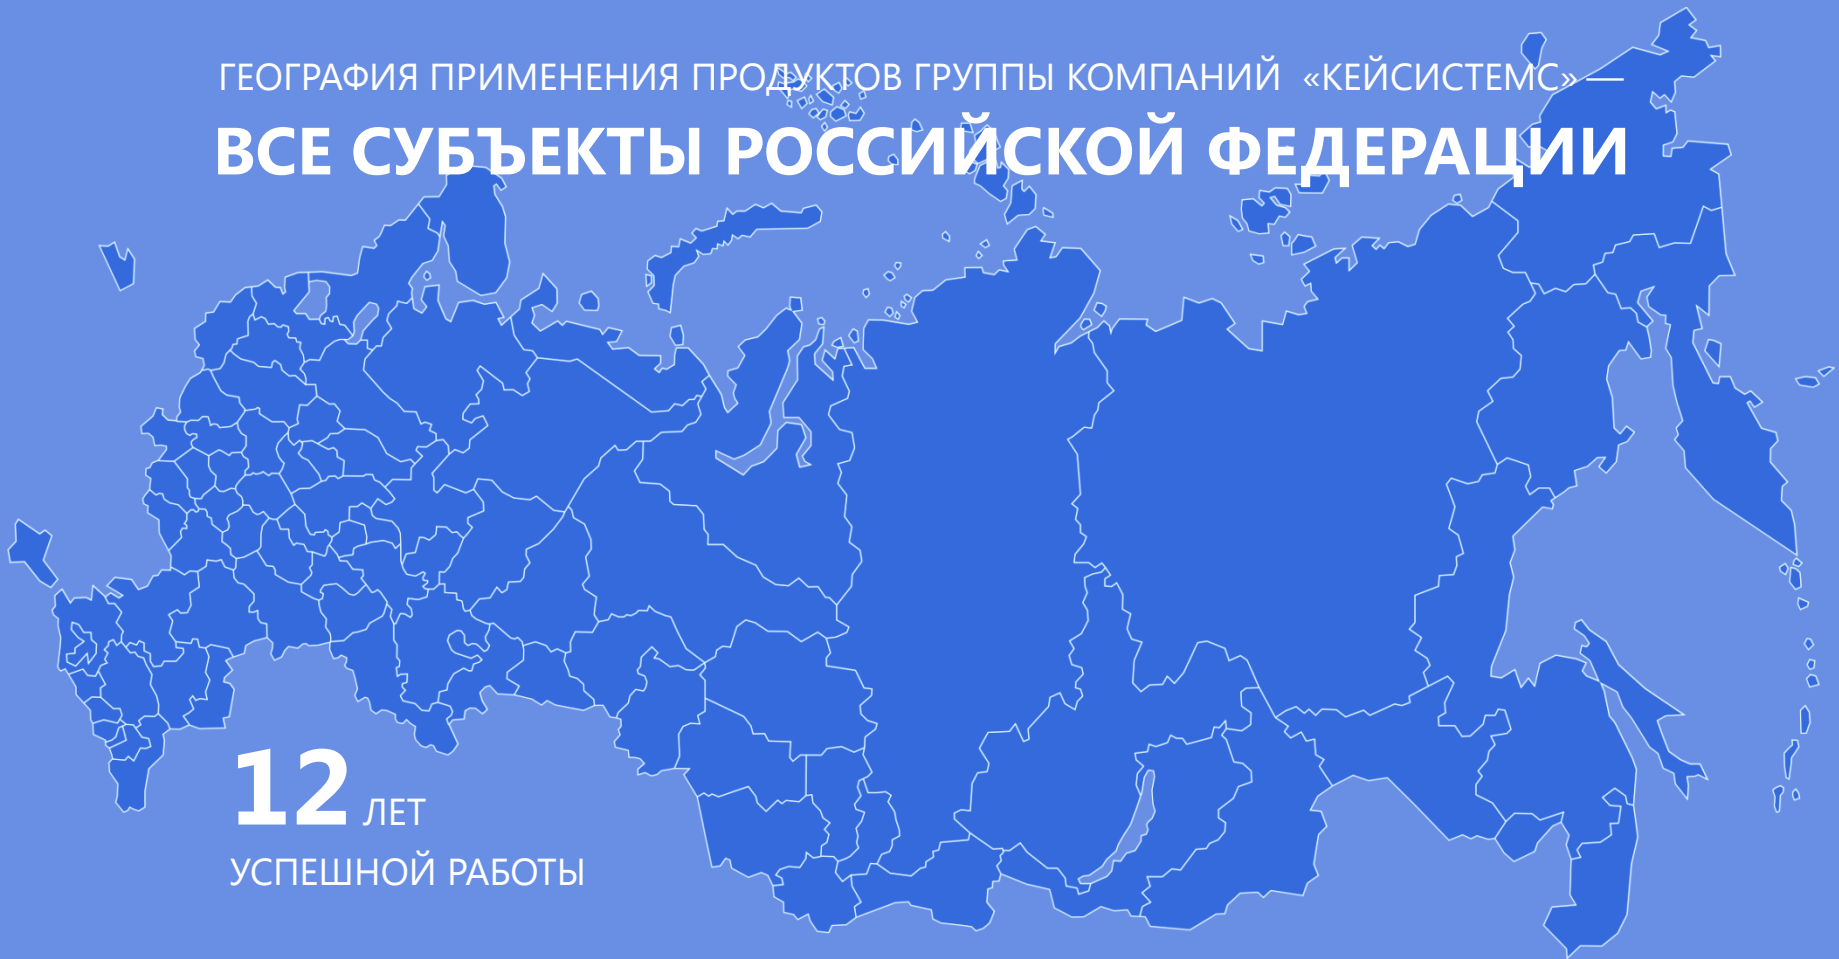 ГЕОГРАФИЯ ПРИМЕНЕНИЯ ПРОДУКТОВ ГРУППЫ КОМПАНИЙ «КЕЙСИСТЕМС» —
ВСЕ СУБЪЕКТЫ РОССИЙСКОЙ ФЕДЕРАЦИИ
12 ЛЕТ
УСПЕШНОЙ РАБОТЫ